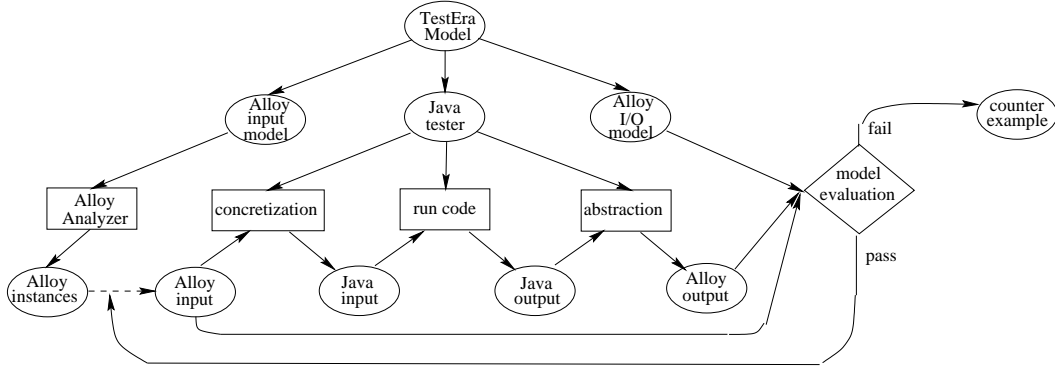 TestEra
Model
Alloy
input
model
Java
tester
Alloy
I/O
model
counter
example
fail
model
evaluation
Alloy
Analyzer
concretization
run code
abstraction
pass
Alloy
instances
Alloy
input
Java
input
Java
output
Alloy
output